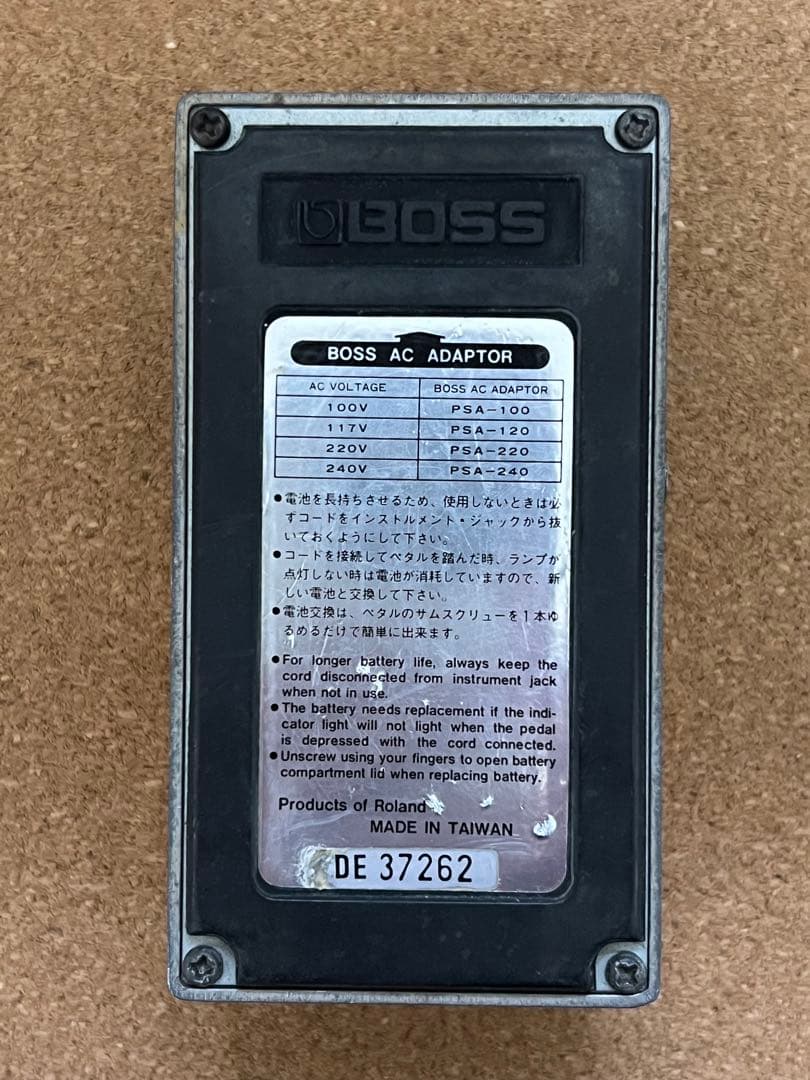 BOSS
BOSS AC ADAPTOR
AC VOLTAGE BOSS AC ADAPTOR
100V PSA-100
117V PSA-120
220V PSA-220
240V PSA-240
●電池を長持ちさせるため、使用しないときは必
ずコードをインストルメント・ジャックから抜
いておくようにして下さい。
●コードを接続してペタルを踏んだ時、ランプが
点灯しない時は電池が消耗していますので、新
しい電池と交換して下さい。
●電池交換は、ペタルのサムスクリューを1本ゆ
るめるだけで簡単に出来ます。
●For longer battery life, always keep the
cord disconnected from instrument jack
when not in use.
●The battery needs replacement if the indi-
cator light will not light when the pedal
is depressed with the cord connected.
●Unscrew using your fingers to open battery
compartment lid when replacing battery.
Products of Roland
MADE IN TAIWAN
DE 37262